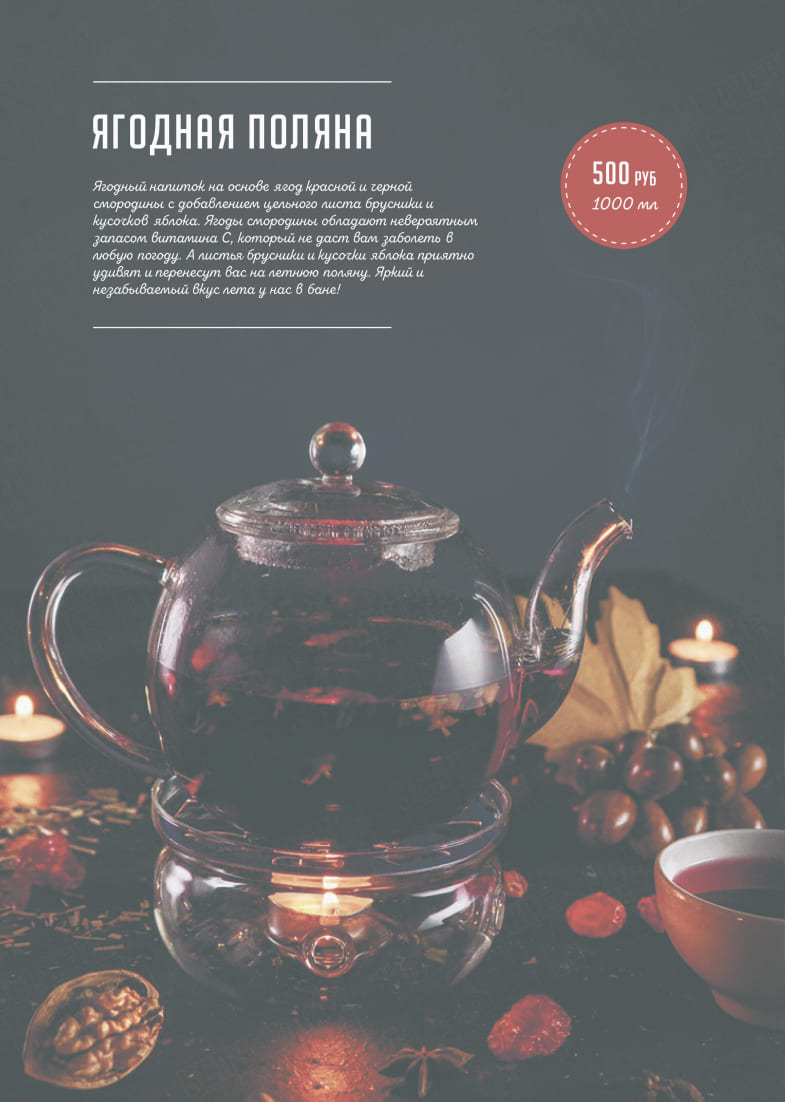 ЯГОДНАЯ ПОЛЯНА
Ягодный напиток на основе ягод красной и черной
смородины с добавлением цельного листа брусники и
кусочков яблока. Ягоды смородины обладают невероятным
запасом витамина С, который не даст вам заболеть в
любую погоду. А листья брусники и кусочки яблока приятно
удивят и перенесут вас на летнюю поляну. Яркий и
незабываемый вкус лета у нас в бане!
500 РУБ
1000 мл